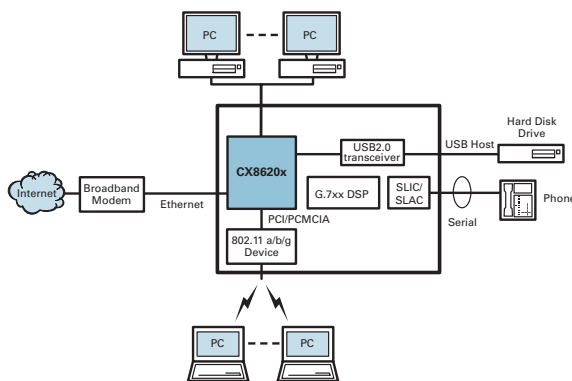 PC
PC
Hard Disk
Drive
USB2.0
transceiver
USB Host
CX8620x
Internet
Broadband
Modem
Ethernet
G.7xx DSP
SLIC/
SLAC
Phone
Serial
PCI/PCMCIA
802.11 a/b/g
Device
PC
PC